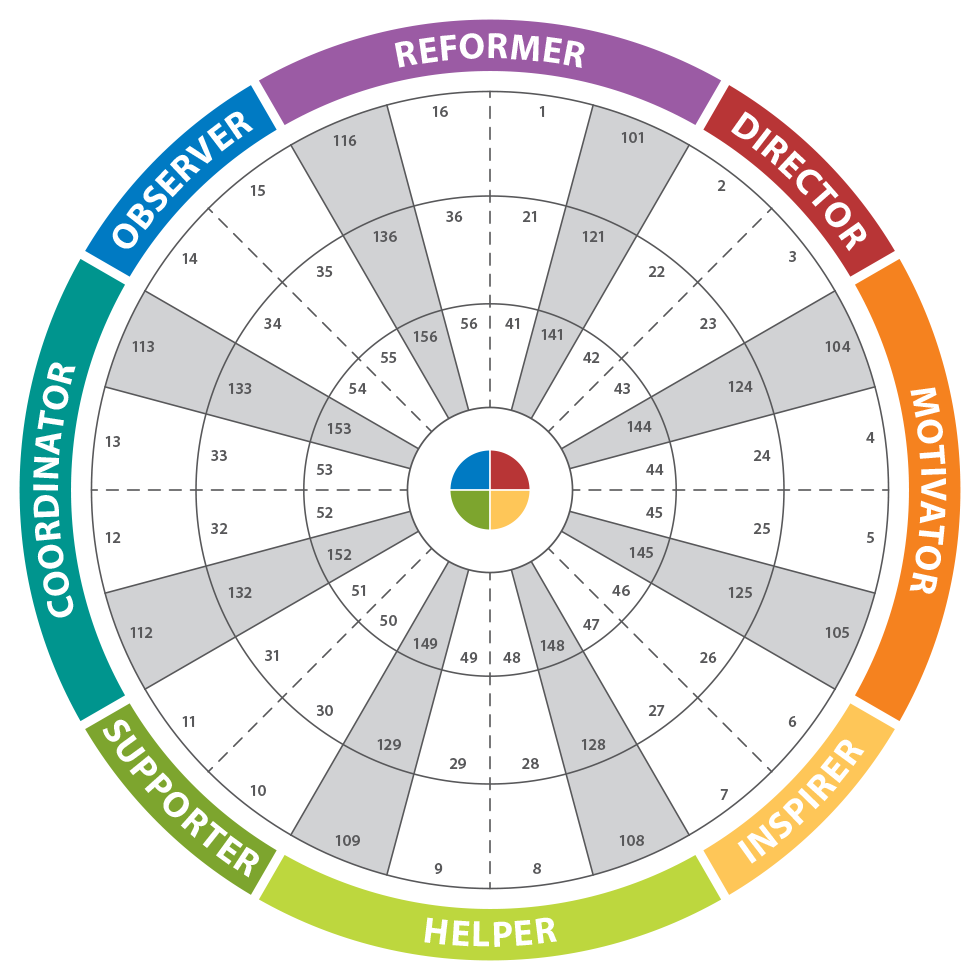 REFORMER
DIRECTOR
MOTIVATOR
INSPIRER
HELPER
SUPPORTER
COORDINATOR
OBSERVER
116 16 1 101
15 2
14 3
113 104
13 4
12 5
112 105
11 6
10 7
109 9 8 108
136 36 21 121
35 22
34 23
133 124
33 24
32 25
132 125
31 26
30 27
129 29 28 128
156 56 41 141
55 42
54 43
153 144
53 44
52 45
152 145
51 46
50 47
149 49 48 148